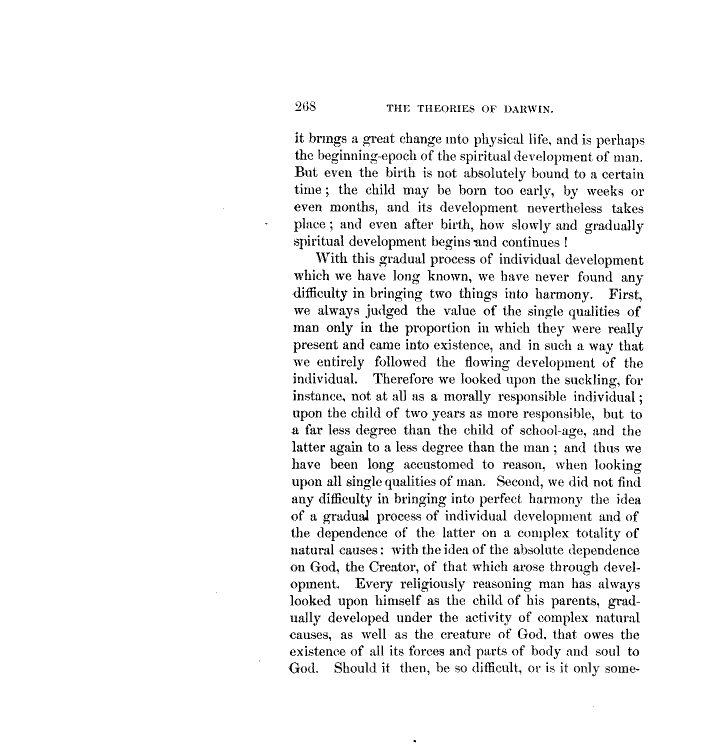 268 THE THEORIES OF DARWIN.
it brings a great change into physical life, and is perhaps
the beginning-epoch of the spiritual development of man.
But even the birth is not absolutely bound to a certain
time ; the child may be born too early, by weeks or
even months, and its development nevertheless takes
place ; and even after birth, how slowly and gradually
spiritual development begins and continues !
With this gradual process of individual development
which we have long known, we have never found any
difficulty in bringing two things into harmony. First,
we always judged the value of the single qualities of
man only in the proportion in which they were really
present and came into existence, and in such a way that
we entirely followed the flowing development of the
individual. Therefore we looked upon the suckling, for
instance, not at all as a morally responsible individual ;
upon the child of two years as more responsible, but to
a far less degree than the child of school-age, and the
latter again to a less degree than the man ; and thus we
have been long accustomed to reason, when looking
upon all single qualities of man. Second, we did not find
any difficulty in bringing into perfect harmony the idea
of a gradual process of individual development and of
the dependence of the latter on a complex totality of
natural causes: with the idea of the absolute dependence
on God, the Creator, of that which arose through devel-
opment. Every religiously reasoning man has always
looked upon himself as the child of his parents, grad-
ually developed under the activity of complex natural
causes, as well as the creature of God, that owes the
existence of all its forces and parts of body and soul to
God. Should it then, be so difficult, or is it only some-